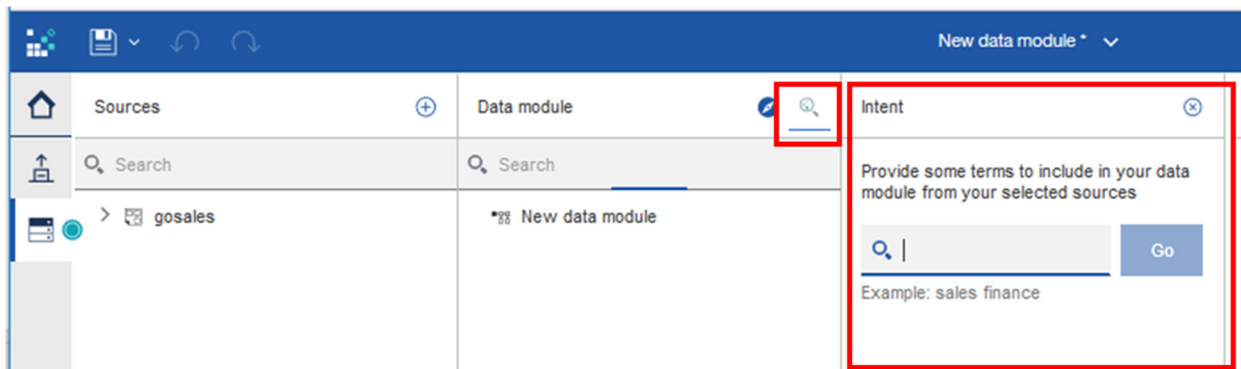 New data module *
Sources
Data module
Intent
Search
Search
Provide some terms to include in your data
module from your selected sources
gosales
New data module
Go
Example: sales finance